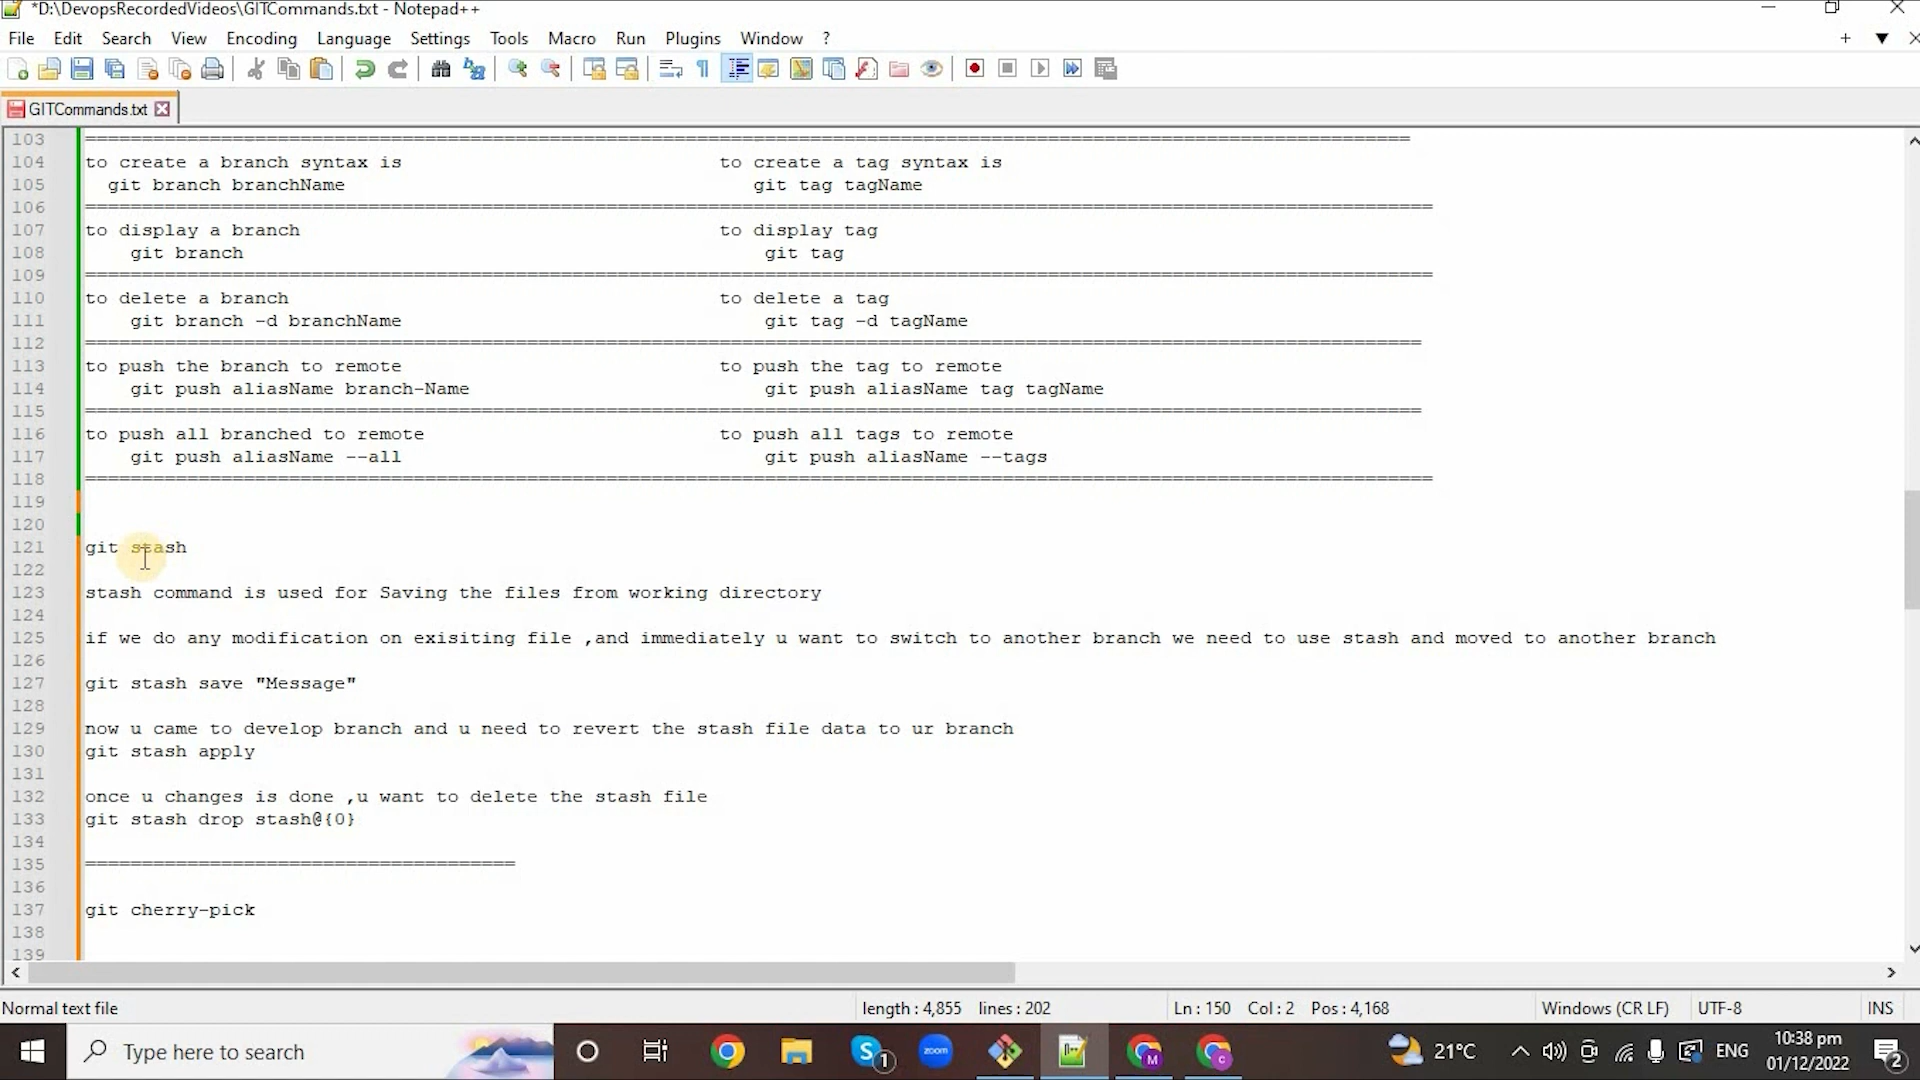 *D:\DevopsRecordedVideos\GITCommands.txt - Notepad++
File Edit Search View Encoding Language Settings Tools Macro Run Plugins Window ?
GITCommands.txt
103 ======================================================================================================================
104 to create a branch syntax is to create a tag syntax is
105 git branch branchName git tag tagName
106 ========================================================================================================================
107 to display a branch to display tag
108 git branch git tag
109 ========================================================================================================================
110 to delete a branch to delete a tag
111 git branch -d branchName git tag -d tagName
112 =======================================================================================================================
113 to push the branch to remote to push the tag to remote
114 git push aliasName branch-Name git push aliasName tag tagName
115 =======================================================================================================================
116 to push all branched to remote to push all tags to remote
117 git push aliasName --all git push aliasName --tags
118 ========================================================================================================================
119
120
121 git stash
122
123 stash command is used for Saving the files from working directory
124
125 if we do any modification on exisiting file ,and immediately u want to switch to another branch we need to use stash and moved to another branch
126
127 git stash save "Message"
128
129 now u came to develop branch and u need to revert the stash file data to ur branch
130 git stash apply
131
132 once u changes is done ,u want to delete the stash file
133 git stash drop stash@{0}
134
135 ======================================
136
137 git cherry-pick
138
139
Normal text file length : 4,855 lines : 202 Ln : 150 Col : 2 Pos : 4,168 Windows (CR LF) UTF-8 INS
Type here to search 1 zoom M C 21°C ENG 10:38 pm 2
01/12/2022